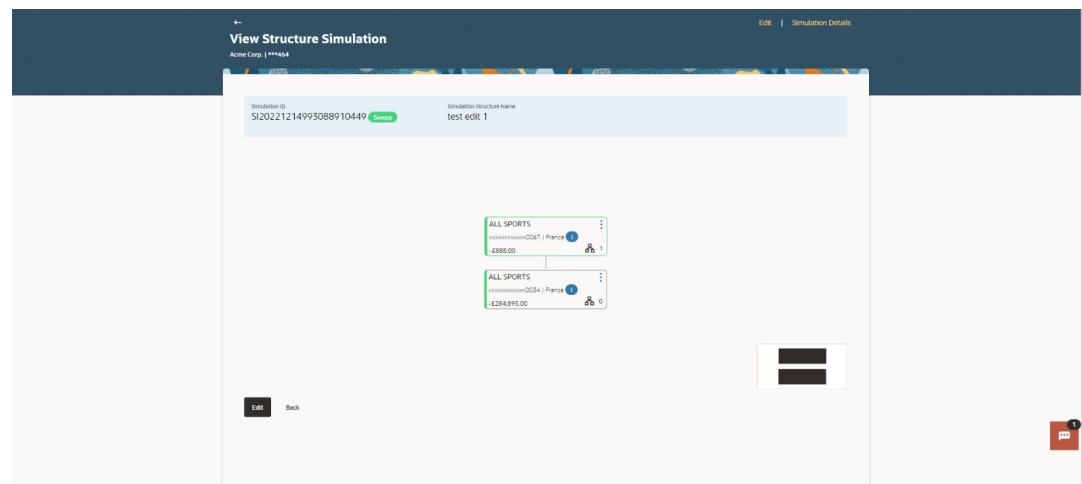 ←
Edit | Simulation Details
View Structure Simulation
Acme Corp. | ***464
Simulation ID
SI20221214993088910449 Sweep
Simulation Structure Name
test edit 1
ALL SPORTS
xxxxxxxxxxxx0067 | France I
-£888.00 1
ALL SPORTS
xxxxxxxxxxxx0034 | France I
-£284,895.00 0
Edit Back
1